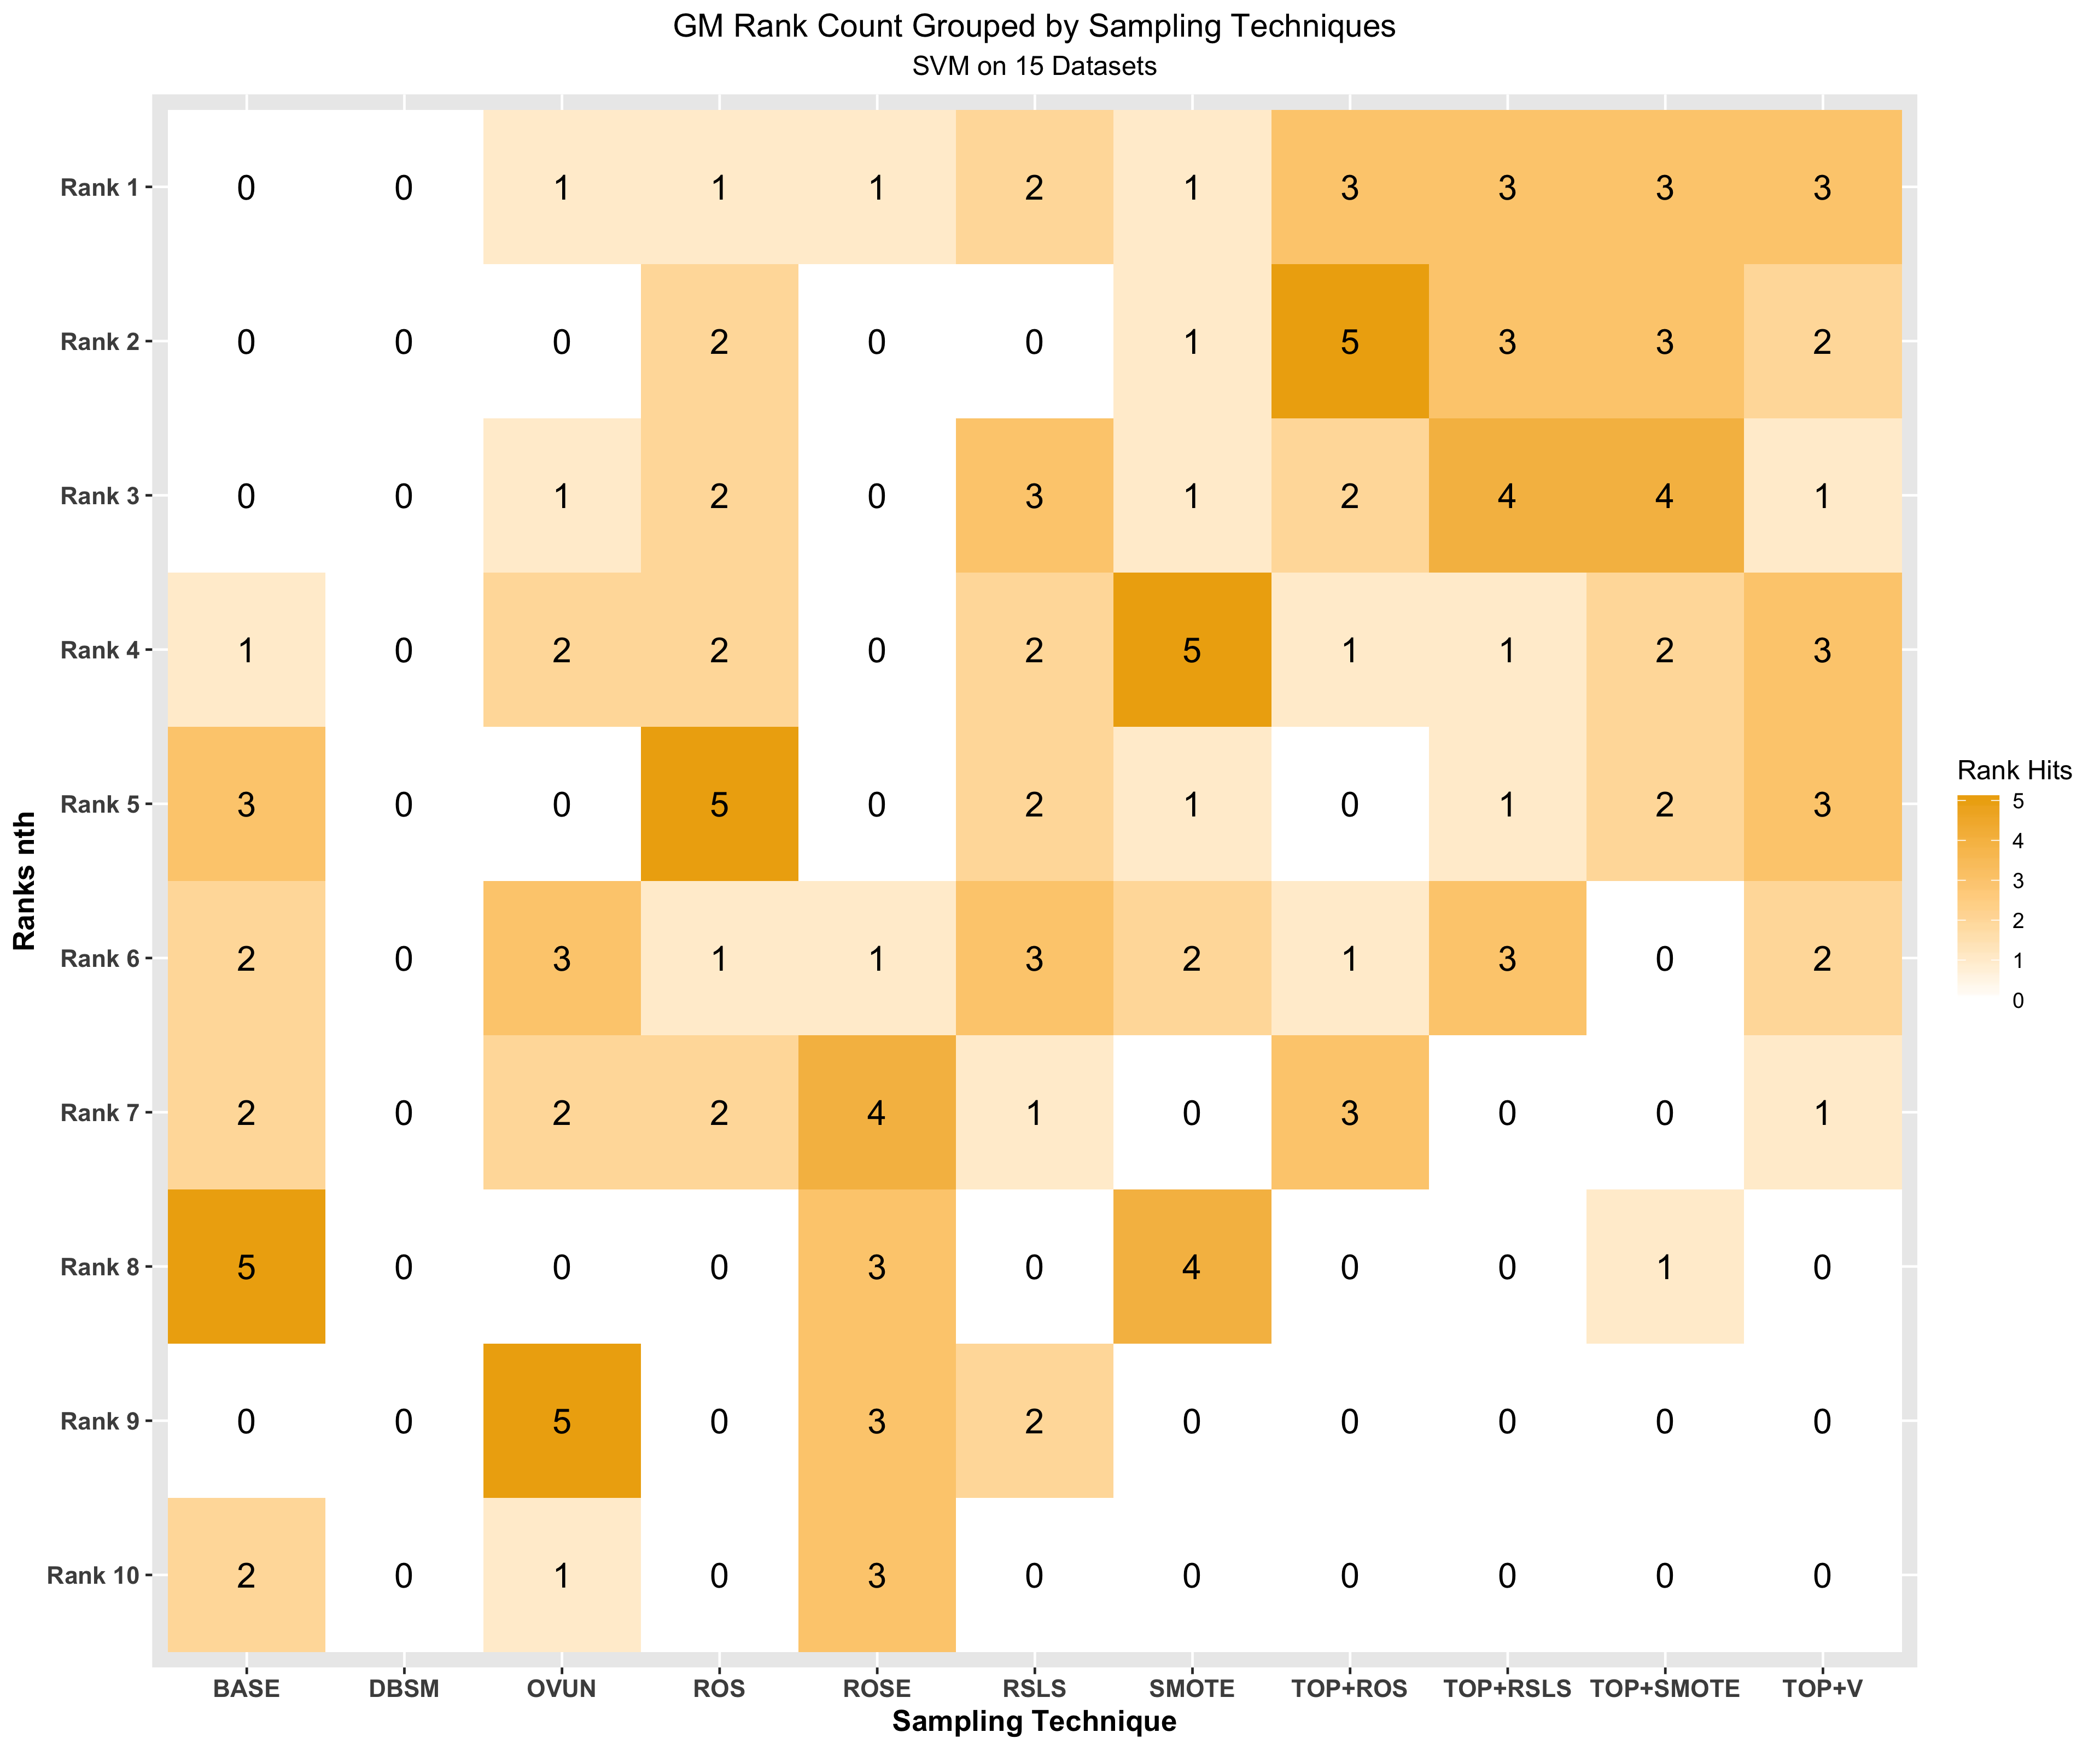 GM Rank Count Grouped by Sampling Techniques
SVM on 15 Datasets
Rank 1 0 0 1 1 1 2 1 3 3 3 3
Rank 2 0 0 0 2 0 0 1 5 3 3 2
Rank 3 0 0 1 2 0 3 1 2 4 4 1
Rank 4 1 0 2 2 0 2 5 1 1 2 3
Rank 5 3 0 0 5 0 2 1 0 1 2 3
Rank 6 2 0 3 1 1 3 2 1 3 0 2
Rank 7 2 0 2 2 4 1 0 3 0 0 1
Rank 8 5 0 0 0 3 0 4 0 0 1 0
Rank 9 0 0 5 0 3 2 0 0 0 0 0
Rank 10 2 0 1 0 3 0 0 0 0 0 0
BASE DBSM OVUN ROS ROSE RSLS SMOTE TOP+ROS TOP+RSLS TOP+SMOTE TOP+V
Sampling Technique
Ranks nth
Rank Hits
5
4
3
2
1
0